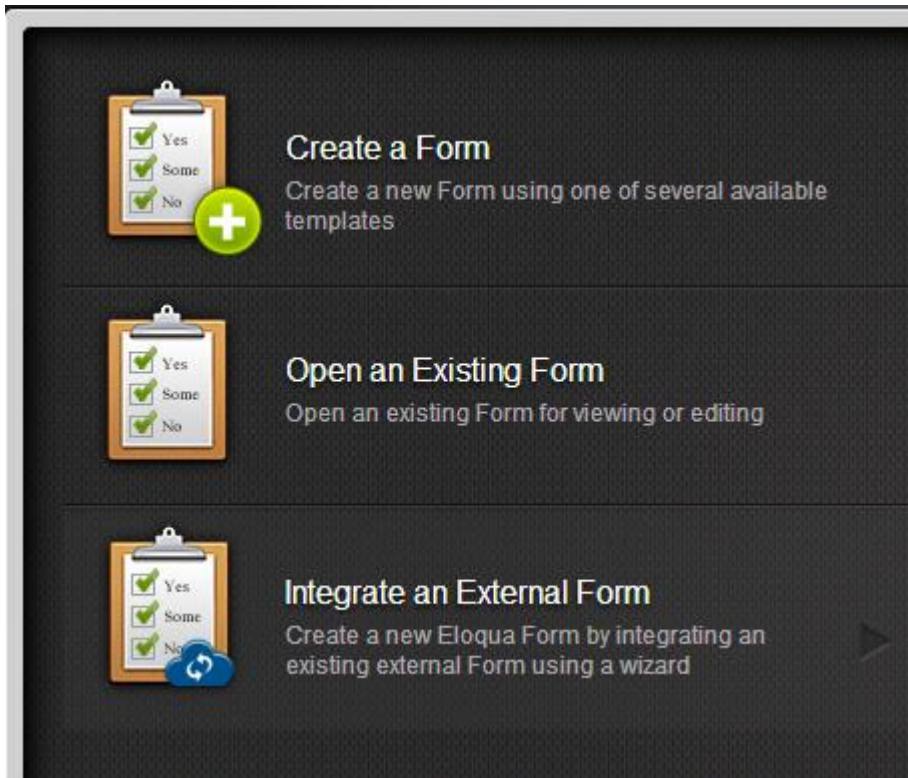 Yes
Some
No
Create a Form
Create a new Form using one of several available
templates
Yes
Some
No
Open an Existing Form
Open an existing Form for viewing or editing
Yes
Some
No
Integrate an External Form
Create a new Eloqua Form by integrating an
existing external Form using a wizard